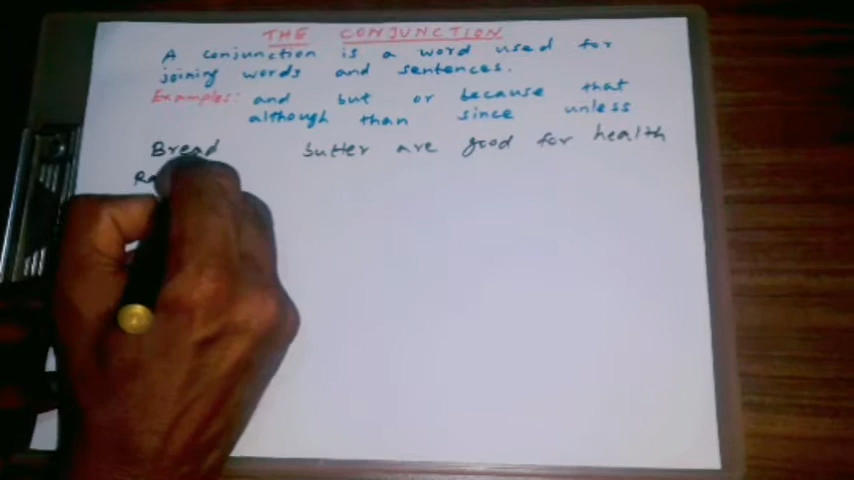 THE CONJUNCTION
A conjunction is a word used for
joining words and sentences.
Examples: and but or because that
although than since unless
Bread butter are good for health
Ra